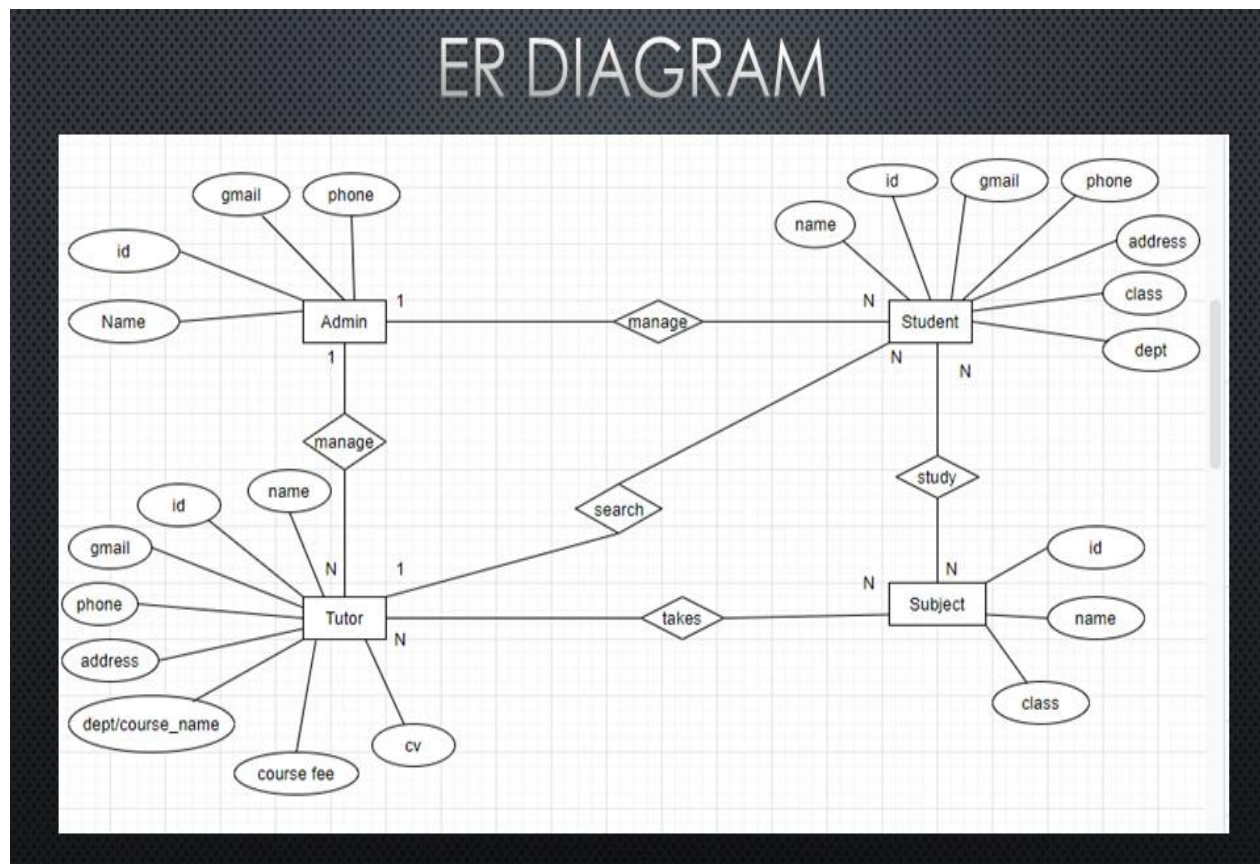 ER DIAGRAM
gmail
phone
id
Name
Admin
1
1
manage
N
Student
name
id
gmail
phone
address
class
dept
N
N
manage
search
study
name
id
gmail
phone
address
dept/course_name
course fee
cv
N
1
Tutor
N
takes
N
N
Subject
id
name
class